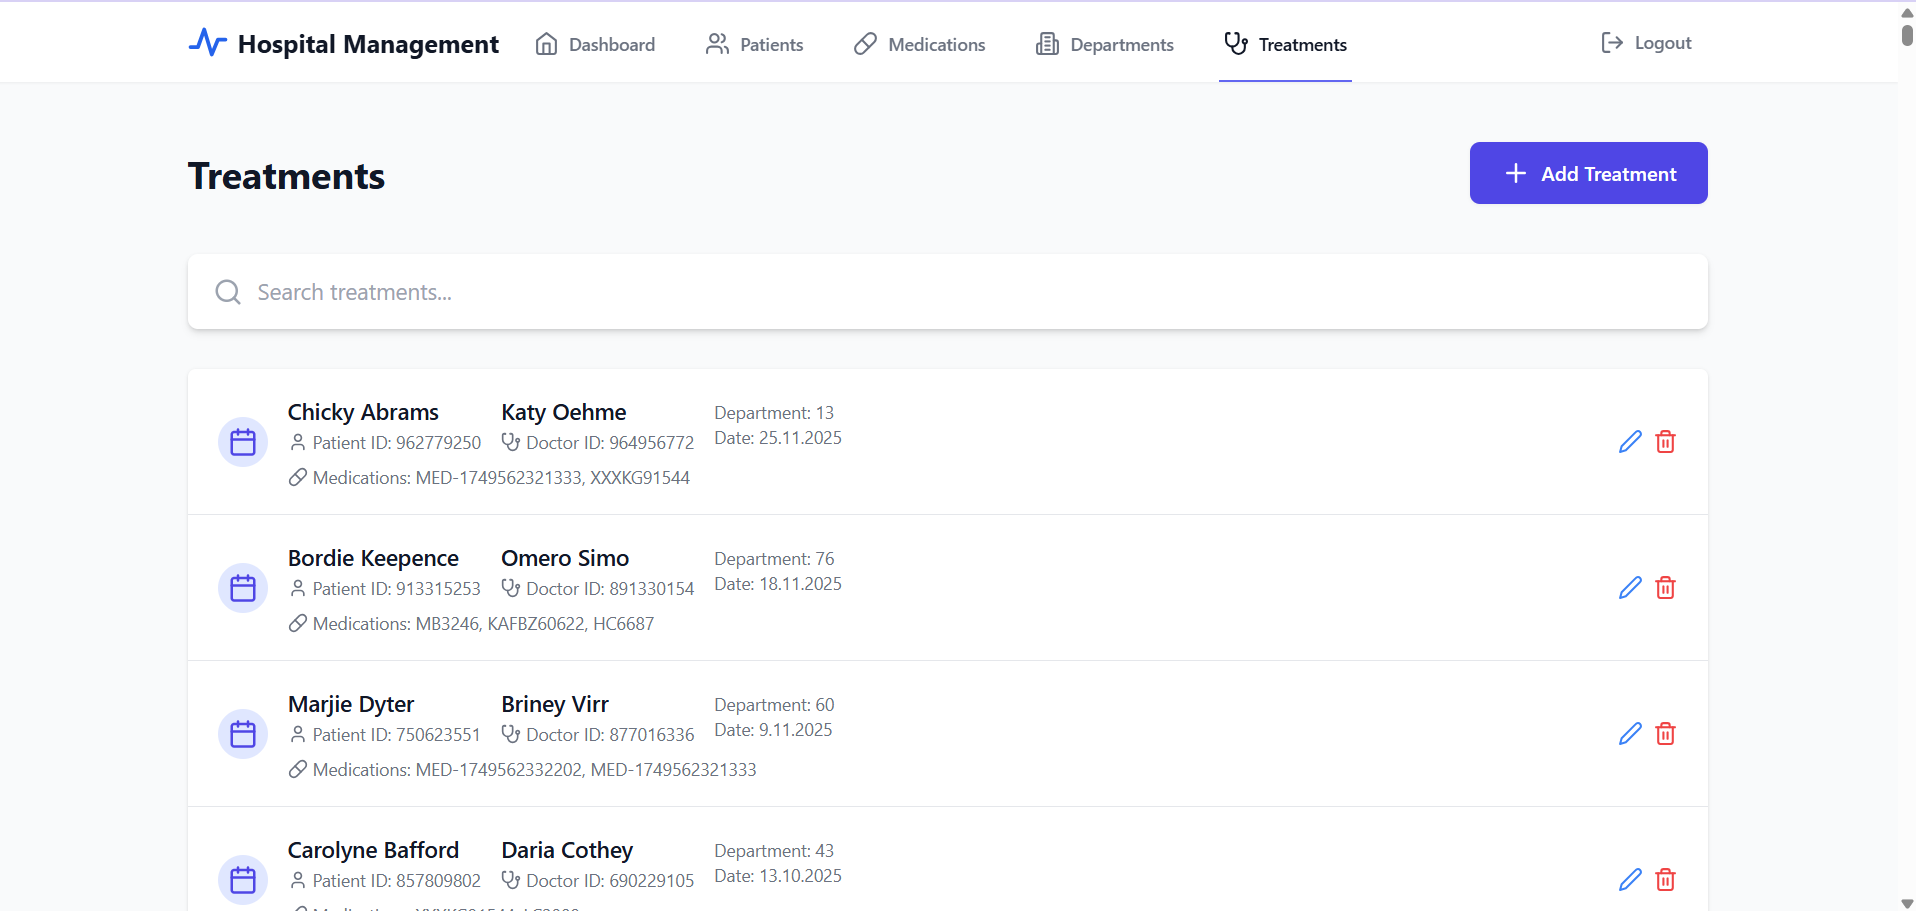 Hospital Management
Dashboard
Patients
Medications
Departments
Treatments
Logout
Treatments
Add Treatment
Search treatments...
Chicky Abrams
Patient ID: 962779250
Katy Oehme
Doctor ID: 964956772
Department: 13
Date: 25.11.2025
Medications: MED-1749562321333, XXXKG91544
Bordie Keepence
Patient ID: 913315253
Omero Simo
Doctor ID: 891330154
Department: 76
Date: 18.11.2025
Medications: MB3246, KAFBZ60622, HC6687
Marjie Dyter
Patient ID: 750623551
Briney Virr
Doctor ID: 877016336
Department: 60
Date: 9.11.2025
Medications: MED-1749562332202, MED-1749562321333
Carolyne Bafford
Patient ID: 857809802
Daria Cothey
Doctor ID: 690229105
Department: 43
Date: 13.10.2025